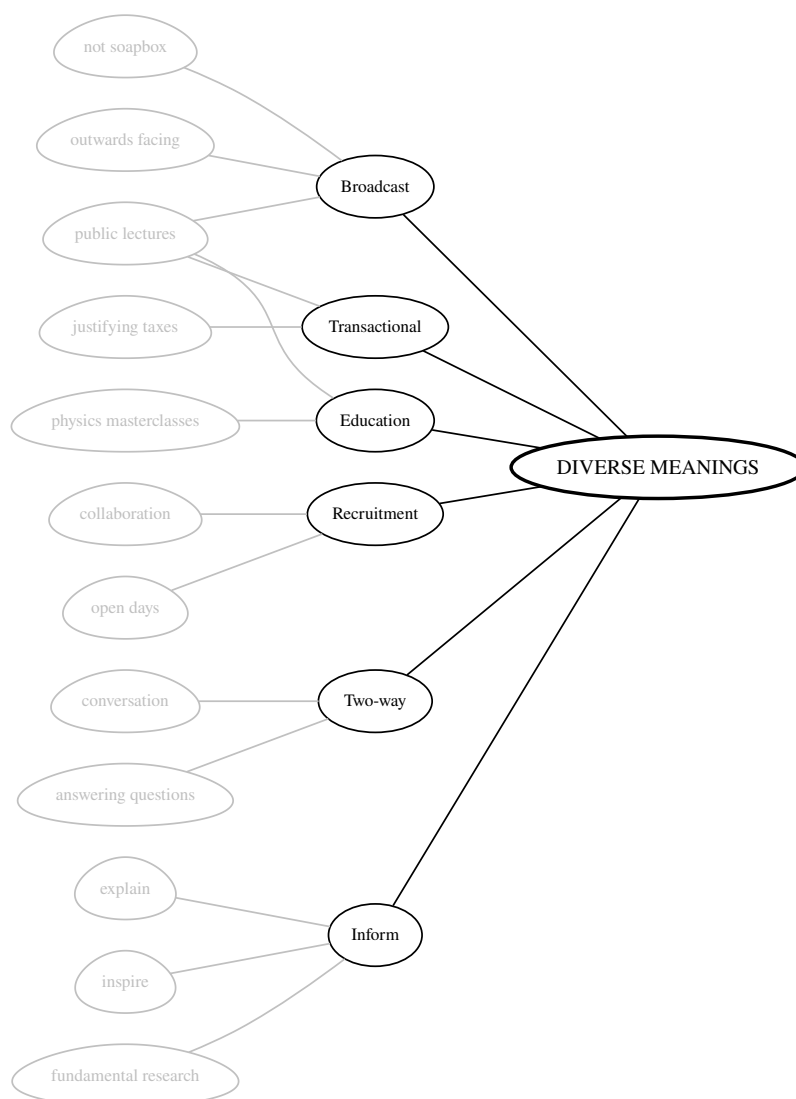 not soapbox
outwards facing
public lectures
justifying taxes
physics masterclasses
collaboration
open days
conversation
answering questions
explain
inspire
fundamental research
Broadcast
Transactional
Education
Recruitment
Two-way
Inform
DIVERSE MEANINGS